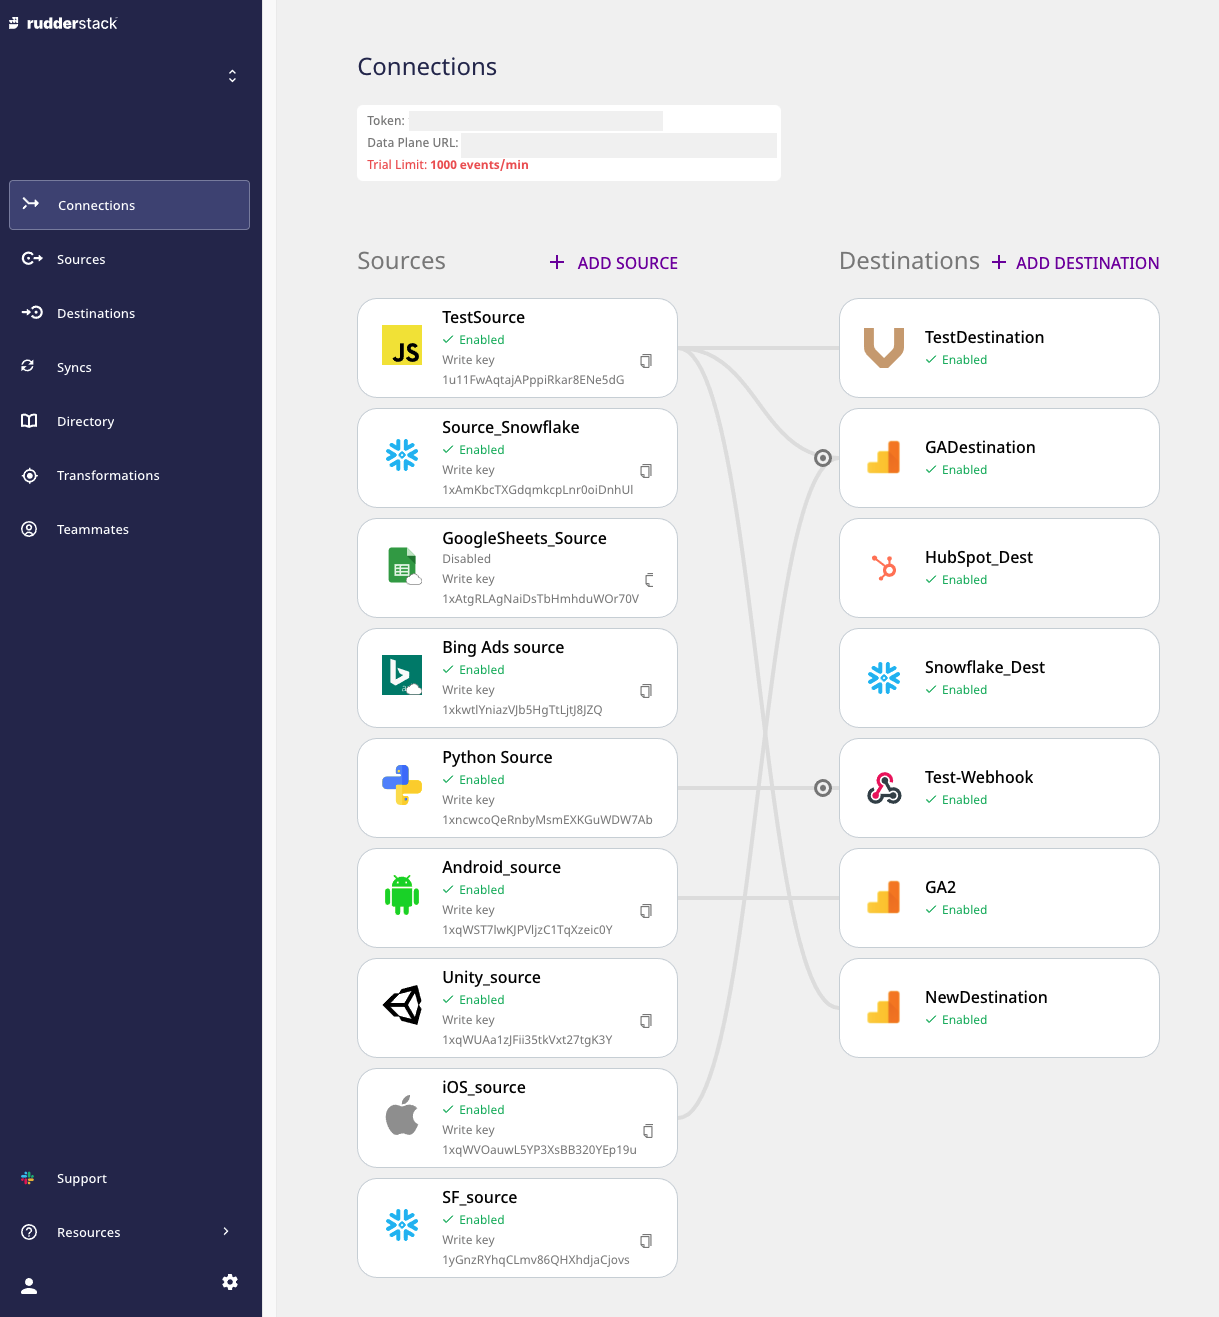 rudderstack
Connections
Token:
Data Plane URL:
Trial Limit: 1000 events/min
Connections
Sources
Destinations
Syncs
Directory
Transformations
Teammates
Support
Resources
Sources
+ ADD SOURCE
TestSource
Enabled
Write key
1u11FwAqtajAPppiRkar8ENe5dG
Source_Snowflake
Enabled
Write key
1xAmKbcTXGdqmkcpLnr0oiDnhUl
GoogleSheets_Source
Disabled
Write key
1xAtgRLAgNaiDsTbHmhduWOr70V
Bing Ads source
Enabled
Write key
1xkwtlYniazVJb5HgTtLjtJ8JZQ
Python Source
Enabled
Write key
1xncwcoQeRnbyMsmEXKGuWDW7Ab
Android_source
Enabled
Write key
1xqWST7lwKJPVljzC1TqXzeic0Y
Unity_source
Enabled
Write key
1xqWUAa1zJFii35tkVxt27tgK3Y
iOS_source
Enabled
Write key
1xqWVOauwL5YP3XsBB320YEp19u
SF_source
Enabled
Write key
1yGnzRYhqCLmv86QHXhdjaCjovs
Destinations
+ ADD DESTINATION
TestDestination
Enabled
GADestination
Enabled
HubSpot_Dest
Enabled
Snowflake_Dest
Enabled
Test-Webhook
Enabled
GA2
Enabled
NewDestination
Enabled
JS